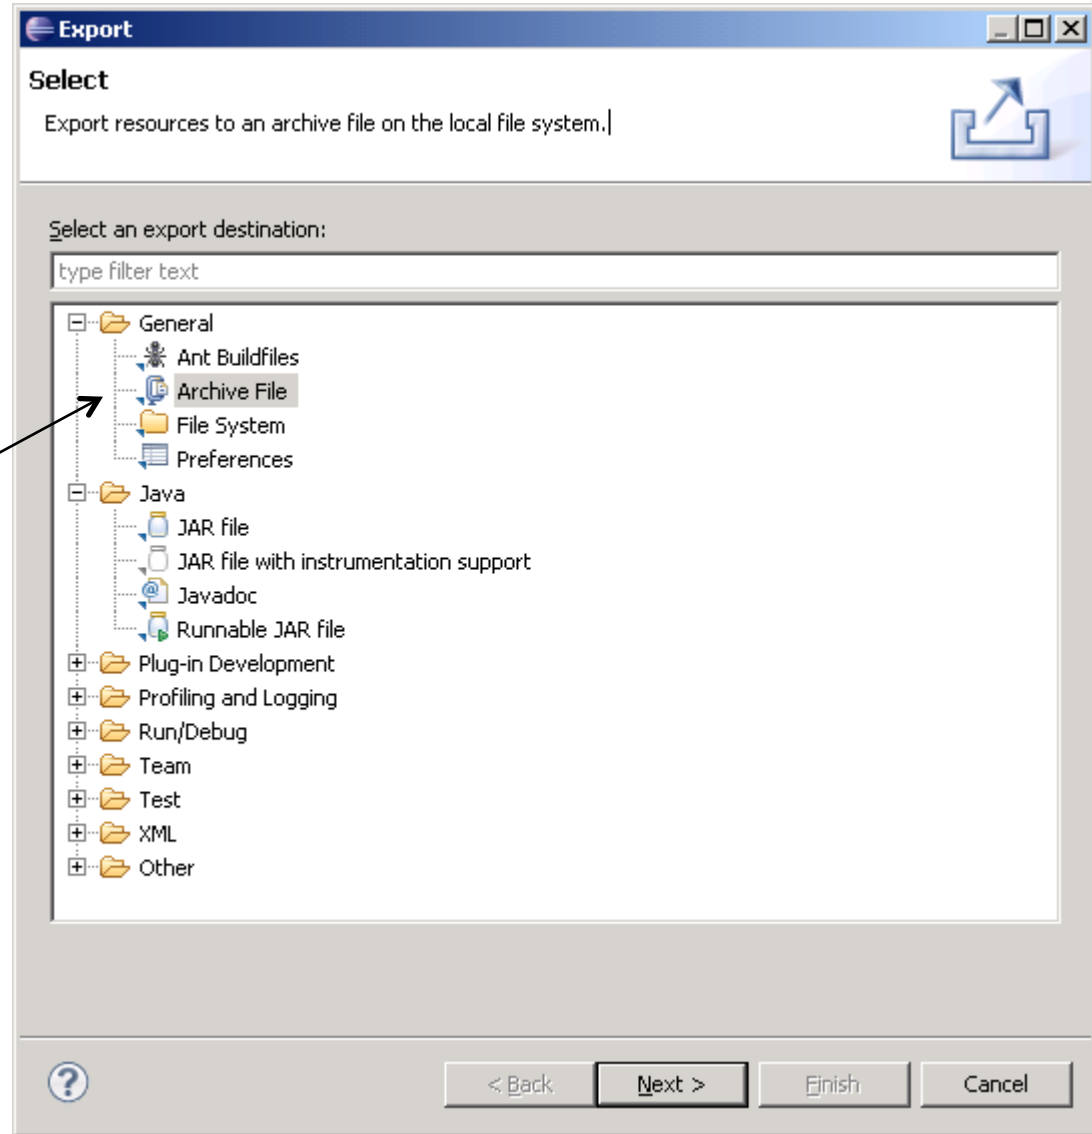 Export
Select
Export resources to an archive file on the local file system.
Select an export destination:
type filter text
General
Ant Buildfiles
Archive File
File System
Preferences
Java
JAR file
JAR file with instrumentation support
Javadoc
Runnable JAR file
Plug-in Development
Profiling and Logging
Run/Debug
Team
Test
XML
Other
< Back Next > Finish Cancel